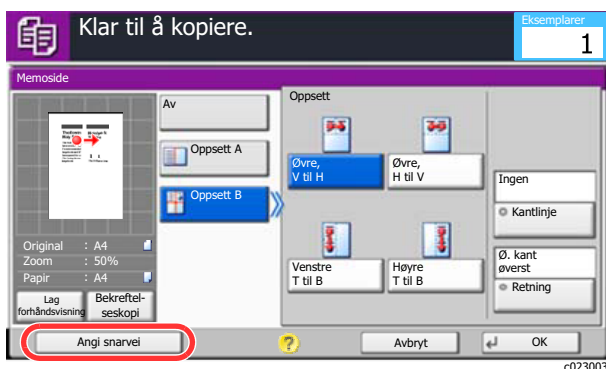 Klar til å kopiere.
Eksemplarer
1
Memoside
Av
Oppsett A
Oppsett B
Oppsett
Øvre,
V til H
Øvre,
H til V
Venstre
T til B
Høyre
T til B
Ingen
Kantlinje
Ø. kant
øverst
Retning
Original : A4
Zoom : 50%
Papir : A4
Lag
forhåndsvisning
Bekreftel-
seskopi
Angi snarvei
Avbryt
OK
c023003